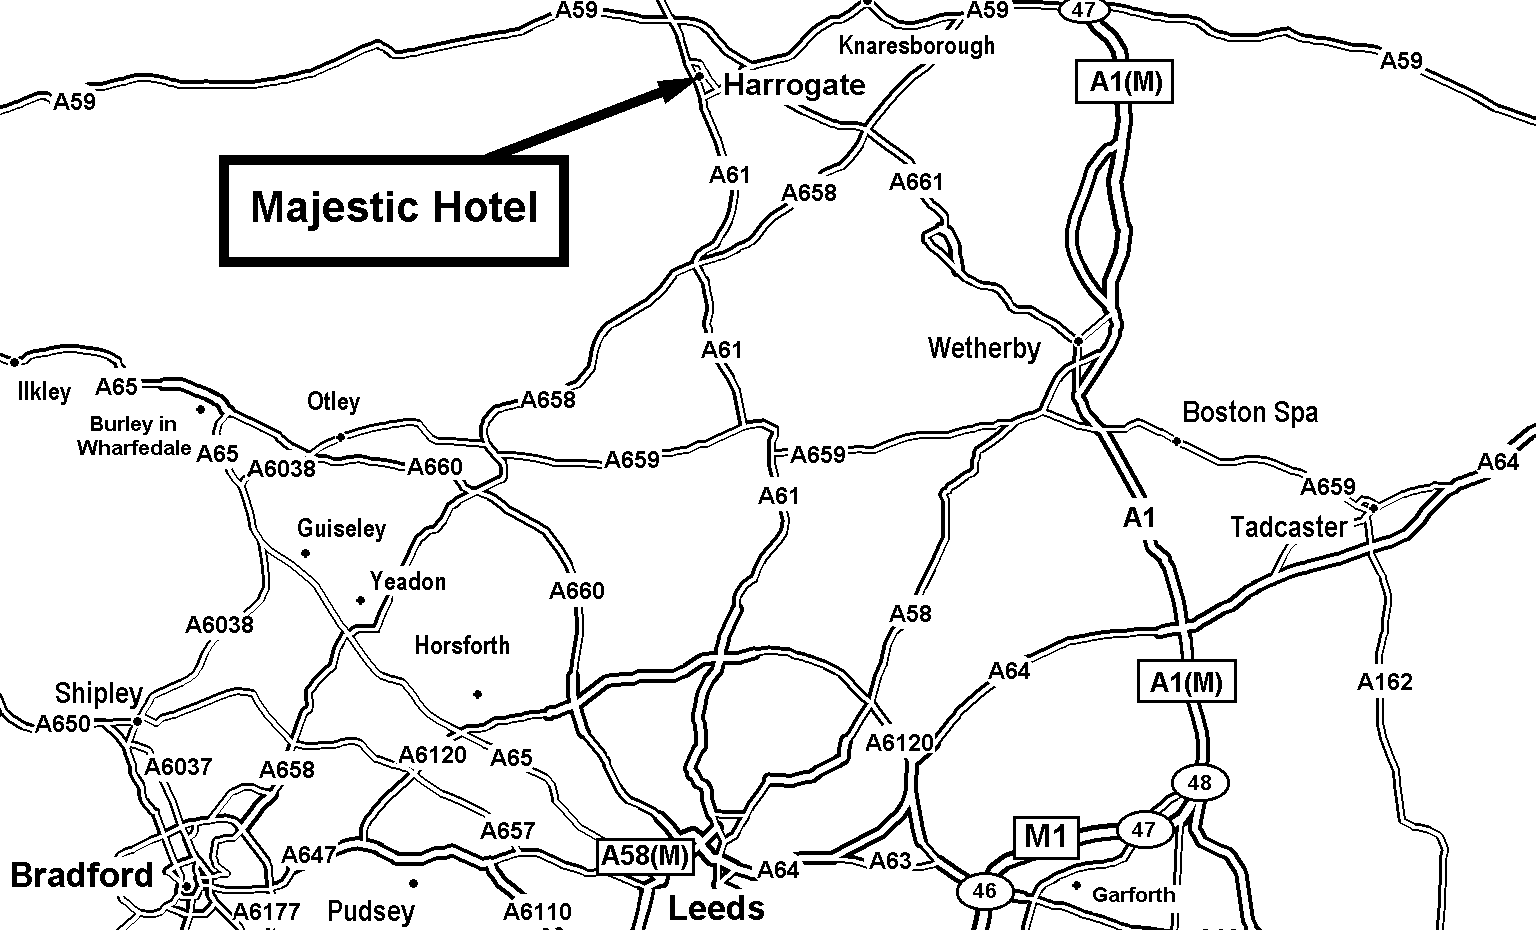 A59
A59
47
Knaresborough
A59
A59
A1(M)
Harrogate
Majestic Hotel
A61
A658
A661
A61
Wetherby
Ilkley
A65
Otley
A658
Boston Spa
Burley in
Wharfedale
A65
A6038
A660
A659
A659
A64
A659
A61
A1
Tadcaster
Guiseley
Yeadon
A660
A58
A6038
Horsforth
A64
A1(M)
A162
Shipley
A650
A6037
A658
A6120
A65
A6120
48
A657
M1
47
A647
A58(M)
A64
A63
Bradford
46
Garforth
A6177
Pudsey
A6110
Leeds